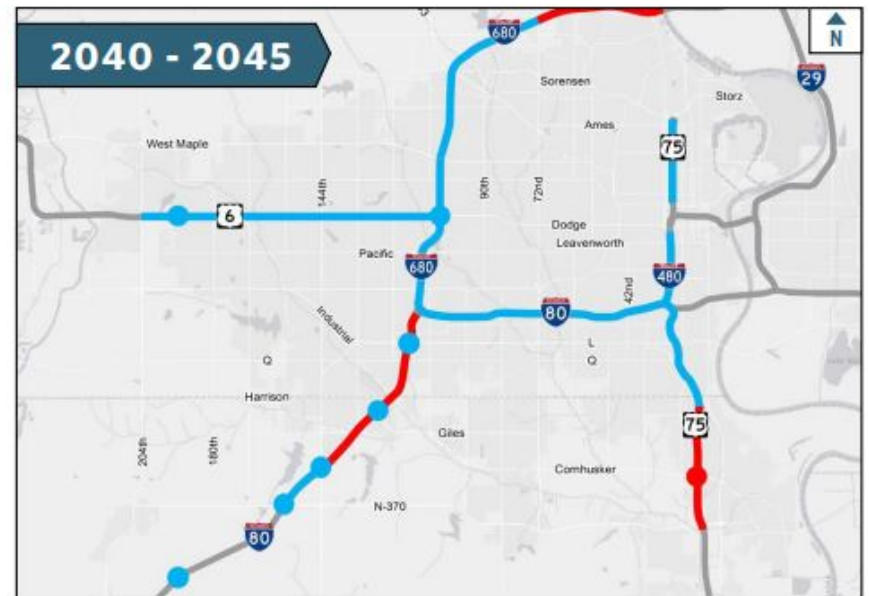 2040 - 2045
N
680
29
Sorensen
Storz
Ames
West Maple
75
144th
90th
72nd
6
Dodge
Leavenworth
Pacific
680
480
42nd
80
Industrial
L
Q
Q
Harrison
75
Giles
204th
180th
Cornhusker
N-370
80